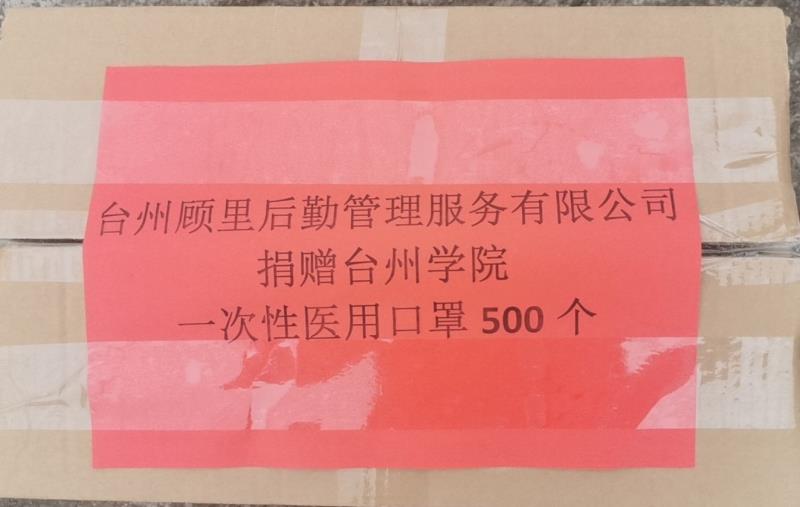 台州顾里后勤管理服务有限公司
捐赠台州学院
一次性医用口罩 500 个